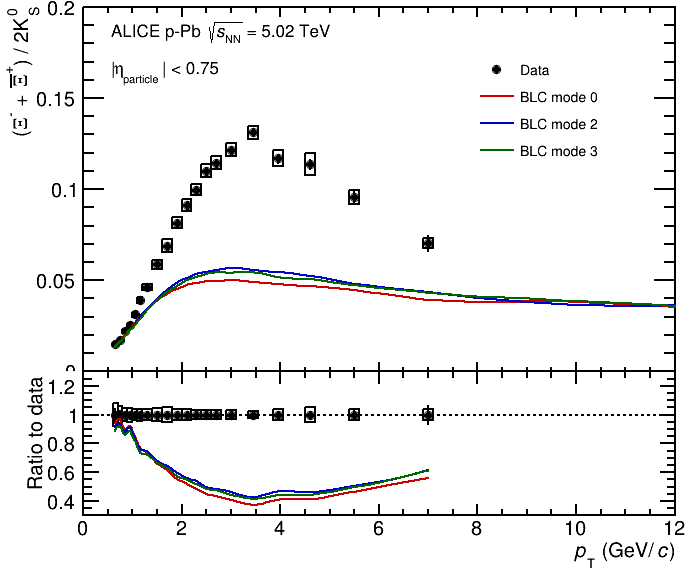 0.2
ALICE p-Pb √sNN = 5.02 TeV
|ηparticle| < 0.75
Data
BLC mode 0
BLC mode 2
BLC mode 3
(Ξ⁻ + Ξ̅⁺) / 2K⁰S
0.15
0.1
0.05
0
1.2
1
0.8
0.6
0.4
Ratio to data
0 2 4 6 8 10 12
pT (GeV/c)